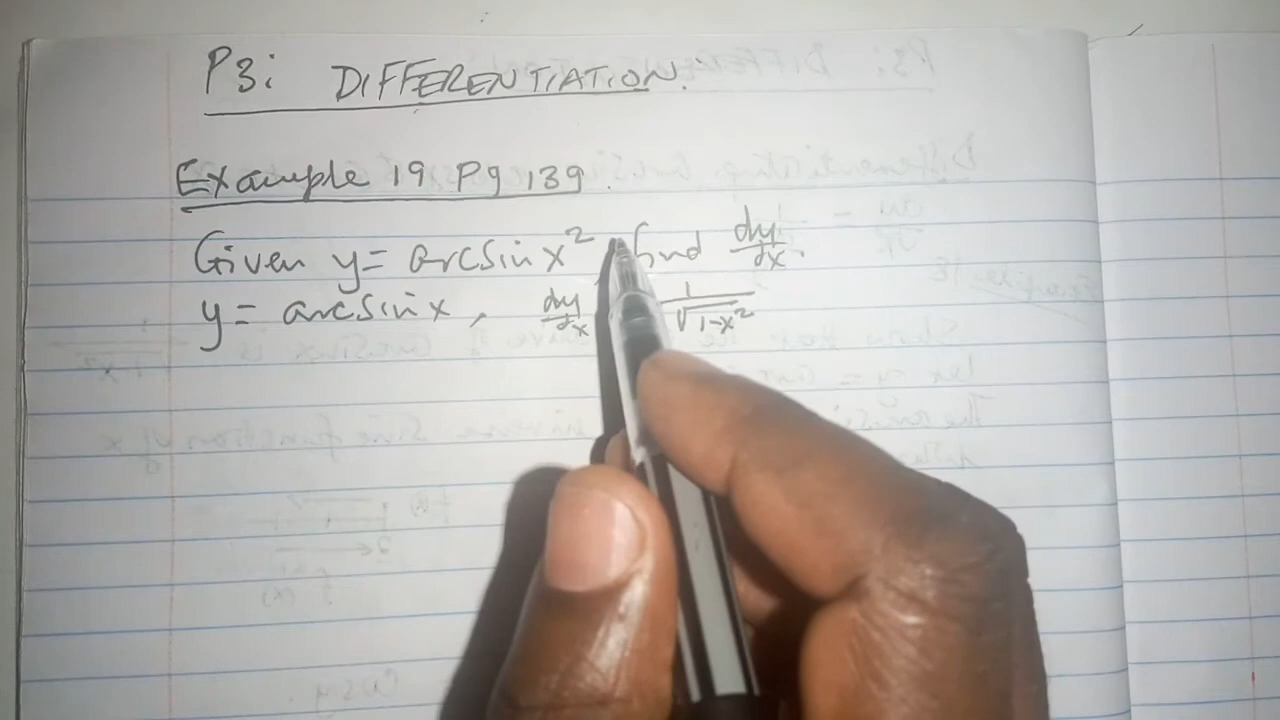 P3: DIFFERENTIATION.
Example 19 Pg 139.
Given y = arcsin x², find dy/dx.
y = arcsin x, dy/dx 1/√1-x²